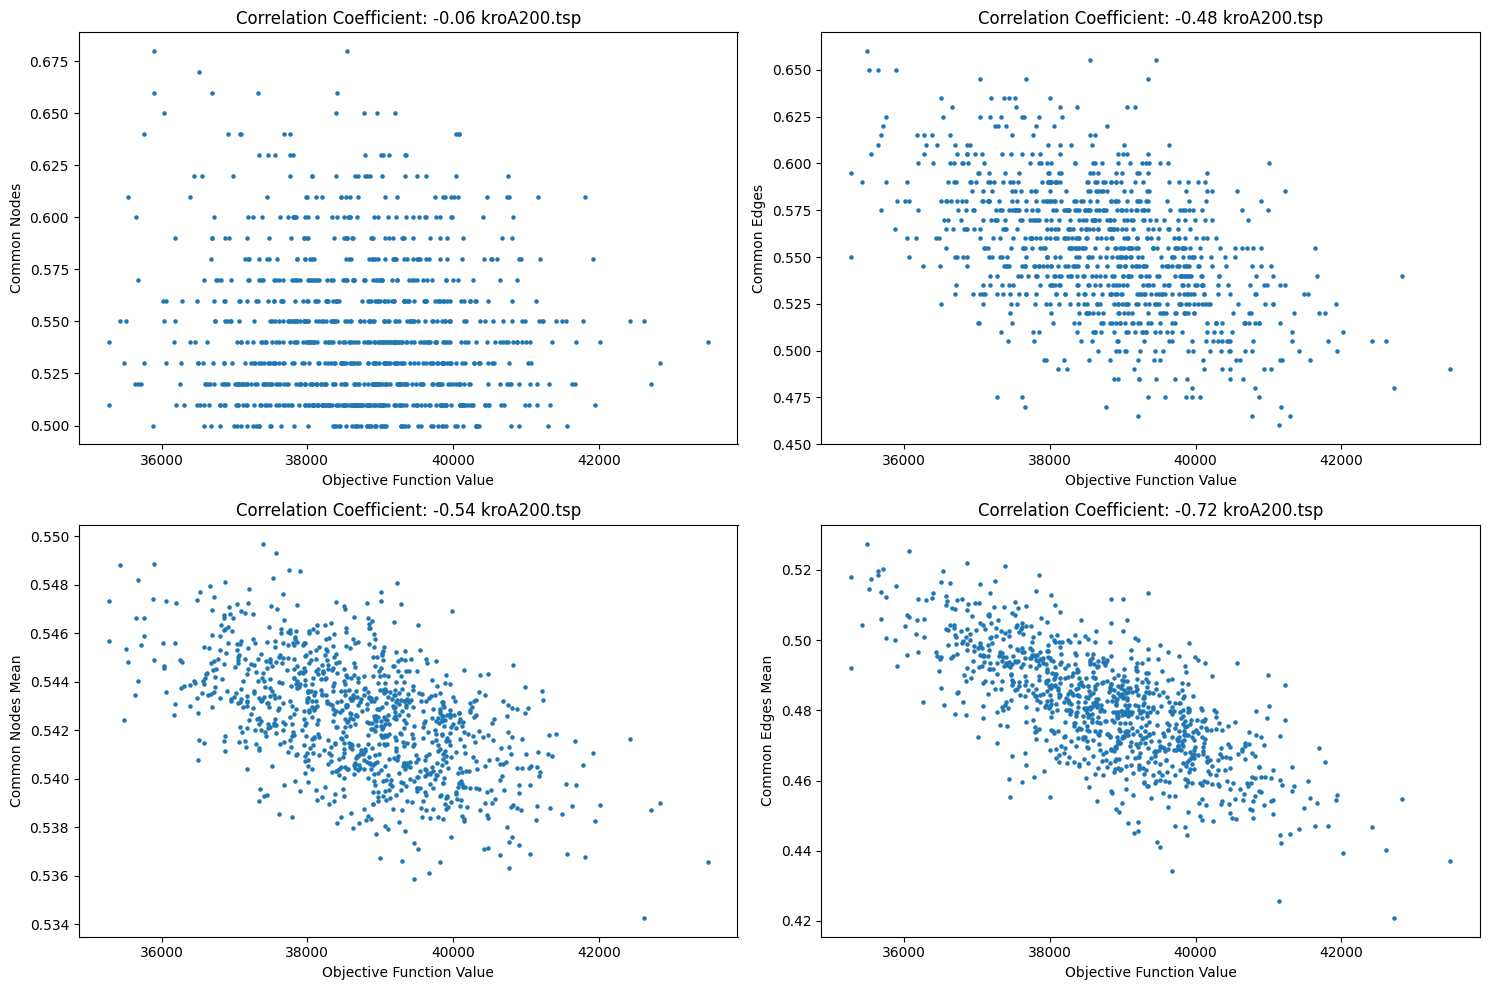 Correlation Coefficient: -0.06 kroA200.tsp
Common Nodes
0.675
0.650
0.625
0.600
0.575
0.550
0.525
0.500
36000 38000 40000 42000
Objective Function Value
Correlation Coefficient: -0.48 kroA200.tsp
Common Edges
0.650
0.625
0.600
0.575
0.550
0.525
0.500
0.475
0.450
36000 38000 40000 42000
Objective Function Value
Correlation Coefficient: -0.54 kroA200.tsp
Common Nodes Mean
0.550
0.548
0.546
0.544
0.542
0.540
0.538
0.536
0.534
36000 38000 40000 42000
Objective Function Value
Correlation Coefficient: -0.72 kroA200.tsp
Common Edges Mean
0.52
0.50
0.48
0.46
0.44
0.42
36000 38000 40000 42000
Objective Function Value